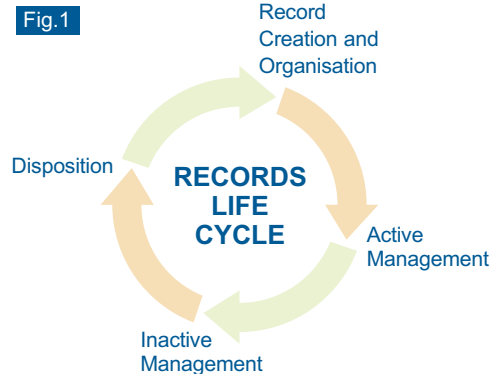 Fig.1
Record
Creation and
Organisation
Disposition
RECORDS
LIFE
CYCLE
Active
Management
Inactive
Management